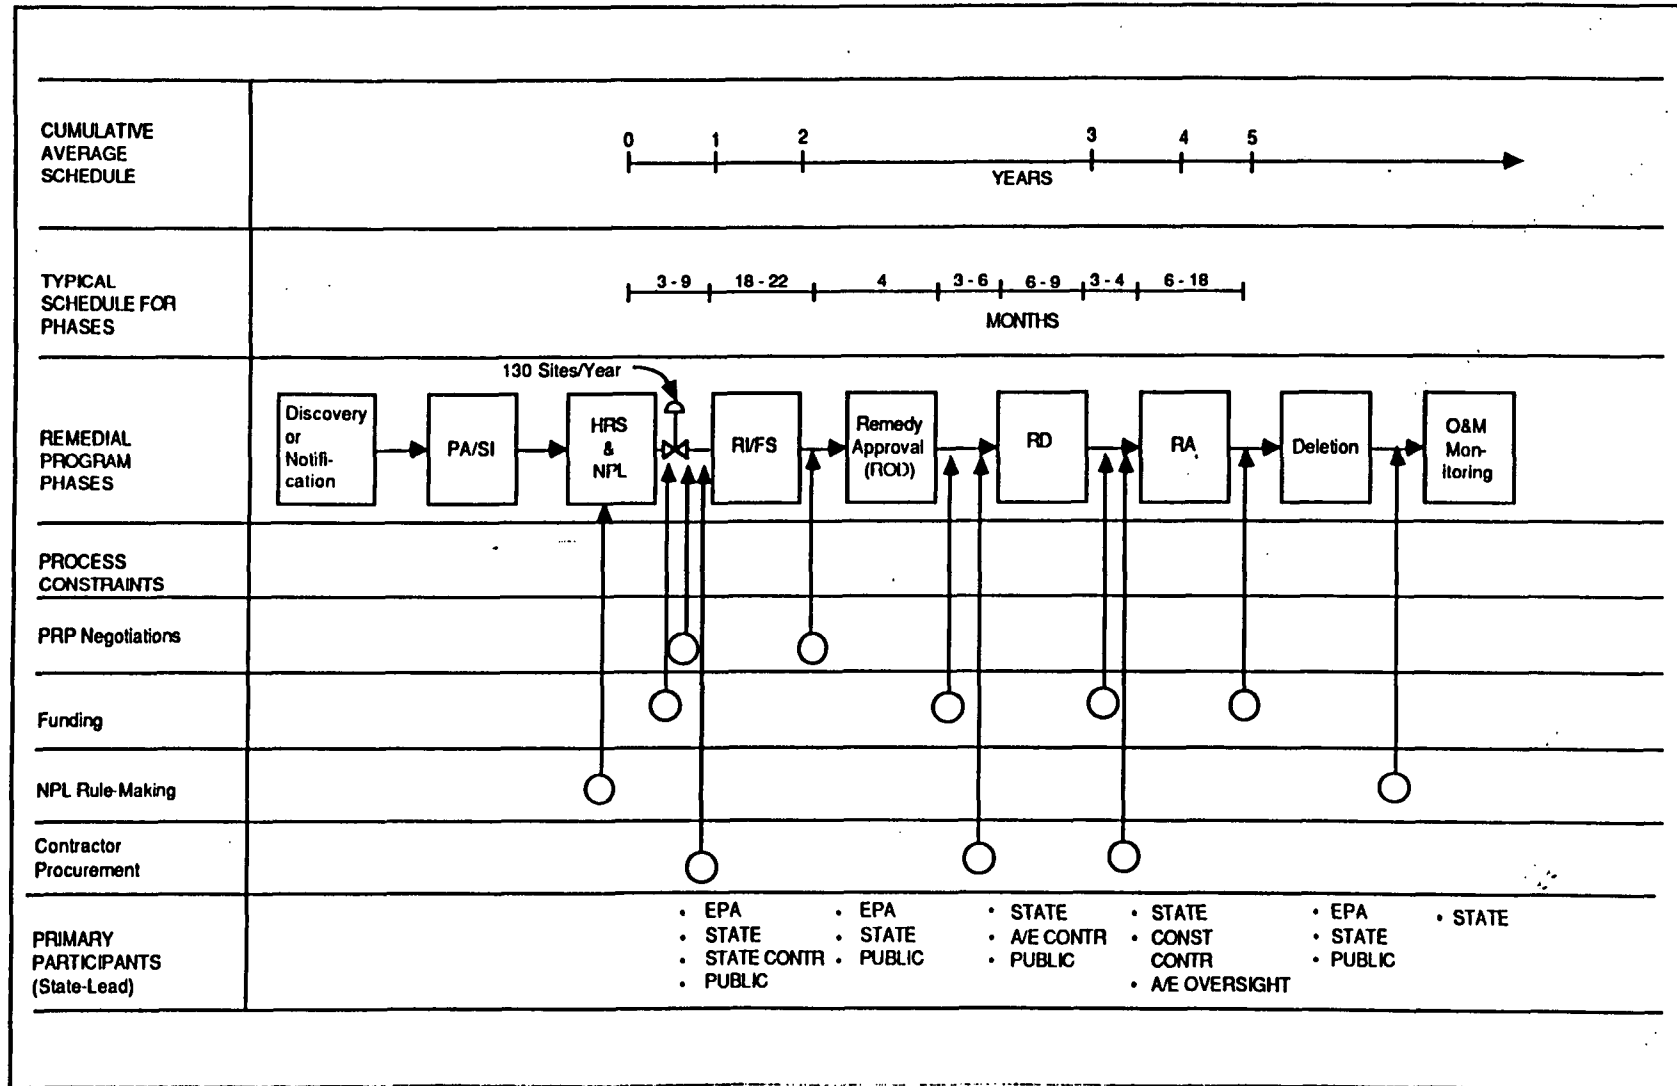 CUMULATIVE
AVERAGE
SCHEDULE
0 1 2 3 4 5
YEARS
TYPICAL
SCHEDULE FOR
PHASES
3 - 9 18 - 22 4 3 - 6 6 - 9 3 - 4 6 - 18
MONTHS
REMEDIAL
PROGRAM
PHASES
130 Sites/Year
Discovery
or
Notifi-
cation
PA/SI
HRS
&
NPL
RI/FS
Remedy
Approval
(ROD)
RD
RA
Deletion
O&M
Mon-
itoring
PROCESS
CONSTRAINTS
PRP Negotiations
Funding
NPL Rule-Making
Contractor
Procurement
PRIMARY
PARTICIPANTS
(State-Lead)
• EPA
• STATE
• STATE CONTR
• PUBLIC
• EPA
• STATE
• PUBLIC
• STATE
• A/E CONTR
• PUBLIC
• STATE
• CONST
CONTR
• A/E OVERSIGHT
• EPA
• STATE
• PUBLIC
• STATE